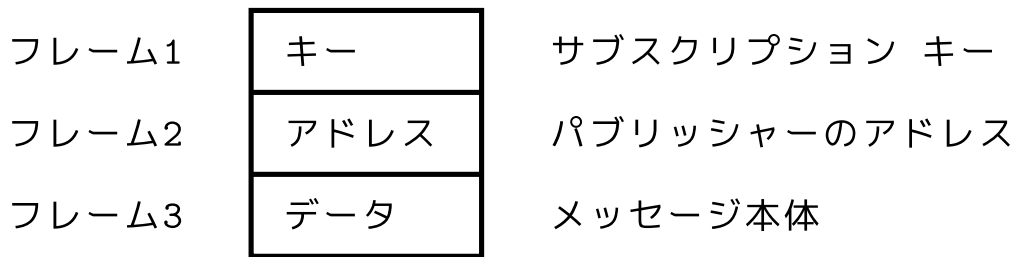 フレーム1 キー サブスクリプション キー
フレーム2 アドレス パブリッシャーのアドレス
フレーム3 データ メッセージ本体